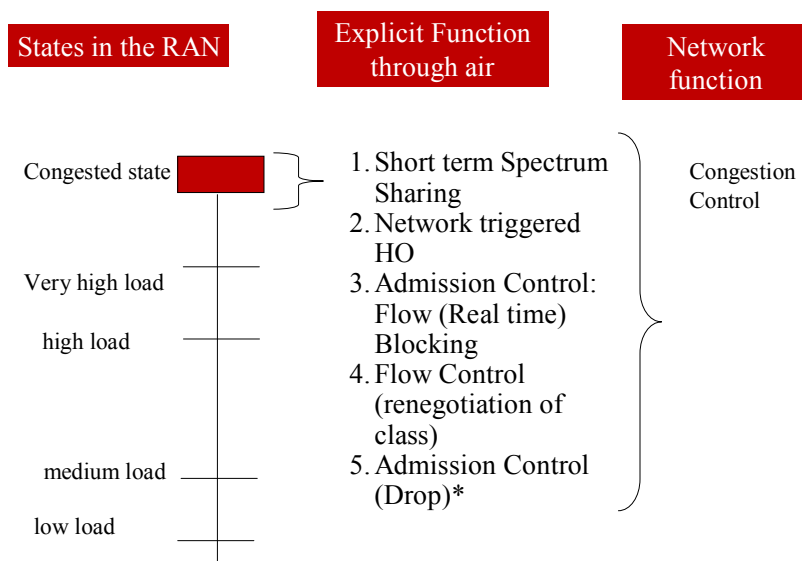 States in the RAN
Explicit Function
through air
Network
function
Congested state
Very high load
high load
medium load
low load
1. Short term Spectrum
Sharing
2. Network triggered
HO
3. Admission Control:
Flow (Real time)
Blocking
4. Flow Control
(renegotiation of
class)
5. Admission Control
(Drop)*
Congestion
Control